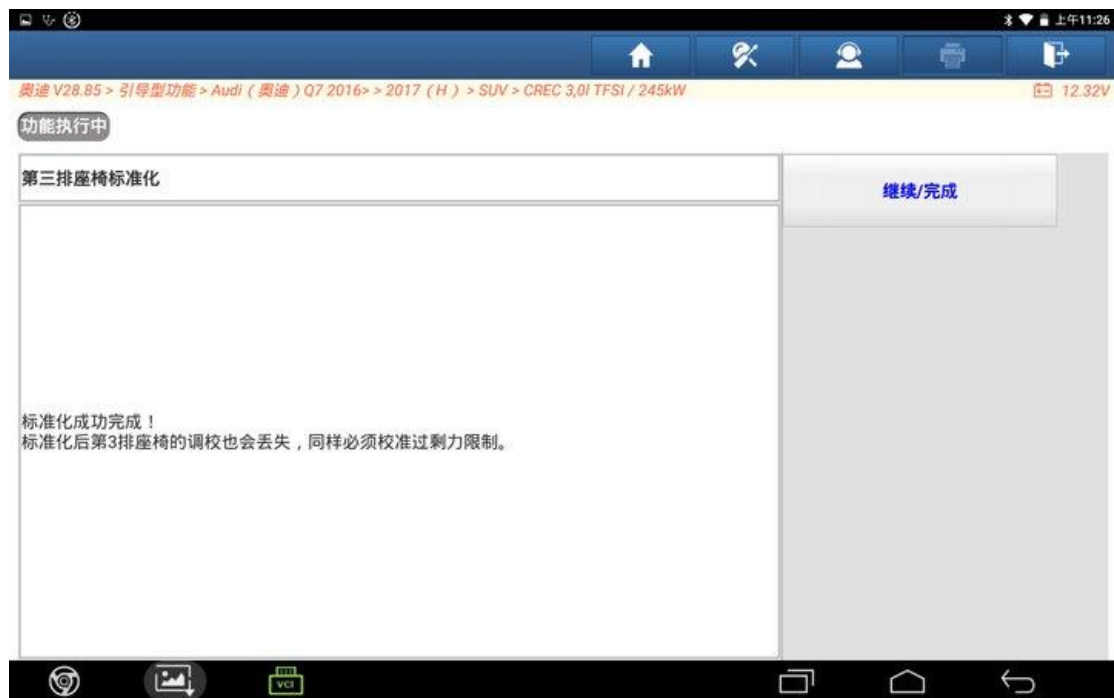 上午11:26
奥迪 V28.85 > 引导型功能 > Audi（奥迪）Q7 2016> > 2017（H）> SUV > CREC 3,0l TFSI / 245kW
12.32V
功能执行中
第三排座椅标准化
继续/完成
标准化成功完成！
标准化后第3排座椅的调校也会丢失，同样必须校准过剩力限制。
VCI